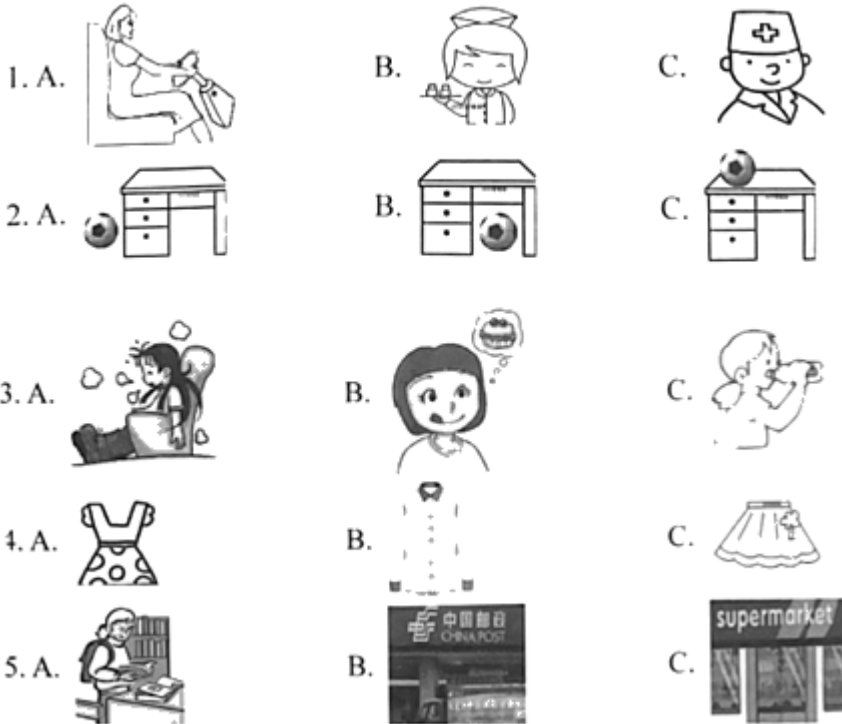 1. A. B. C.
2. A. B. C.
3. A. B. C.
4. A. B. C.
中国邮政
CHINA POST
supermarket
5. A. B. C.